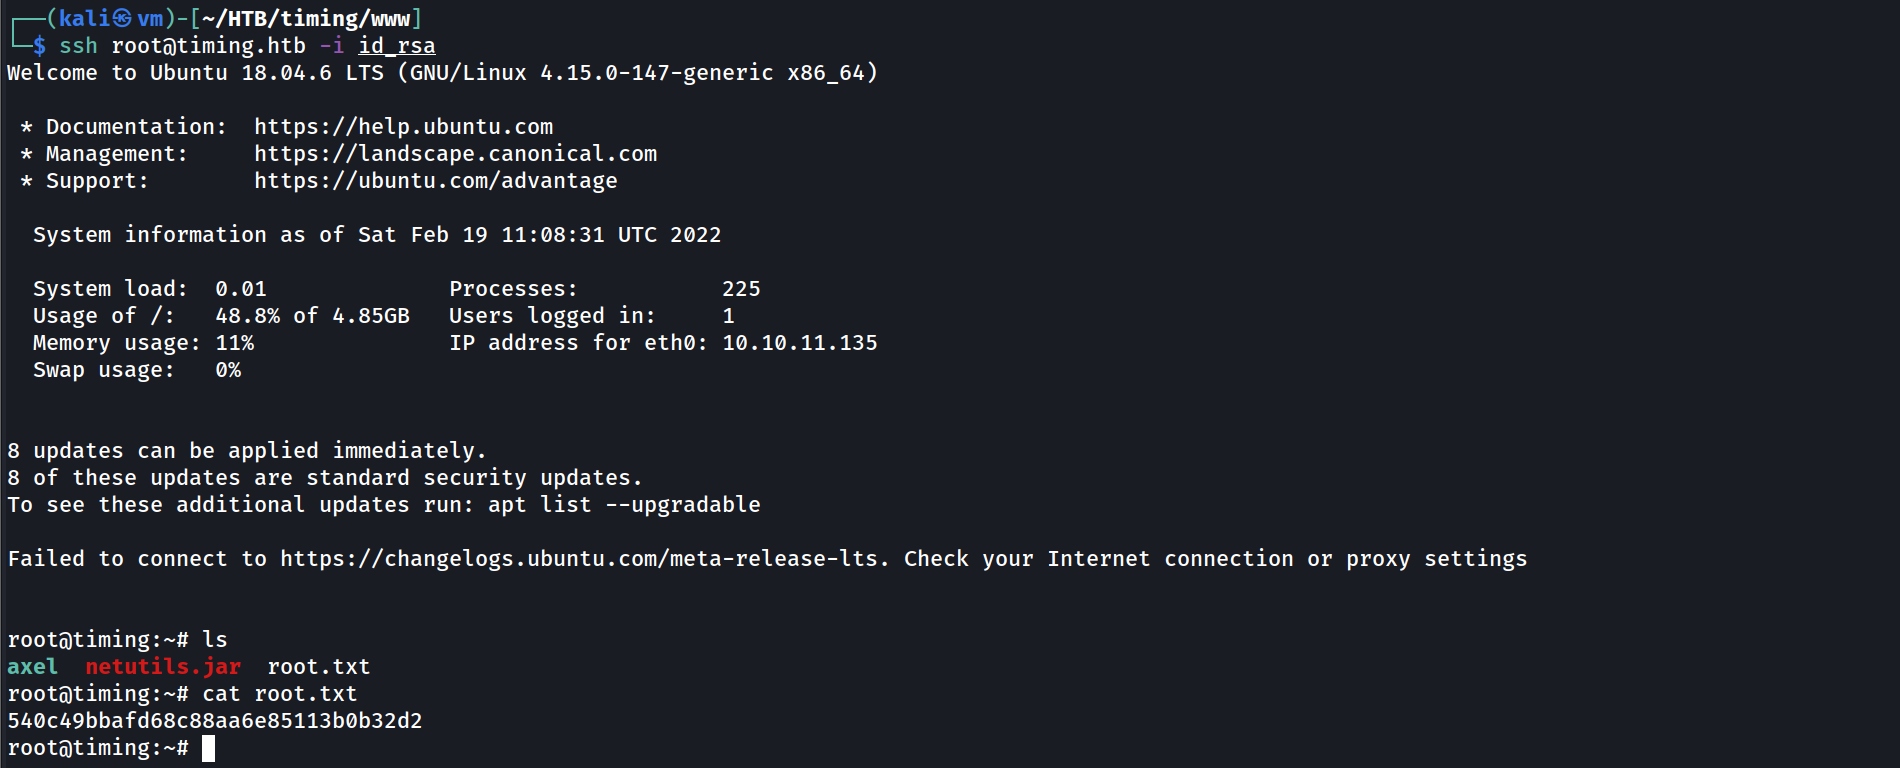 ┌──(kali㉿vm)-[~/HTB/timing/www]
└─$ ssh root@timing.htb -i id_rsa
Welcome to Ubuntu 18.04.6 LTS (GNU/Linux 4.15.0-147-generic x86_64)
* Documentation:  https://help.ubuntu.com
* Management:     https://landscape.canonical.com
* Support:        https://ubuntu.com/advantage
System information as of Sat Feb 19 11:08:31 UTC 2022
System load:  0.01              Processes:           225
Usage of /:   48.8% of 4.85GB   Users logged in:     1
Memory usage: 11%               IP address for eth0: 10.10.11.135
Swap usage:   0%
8 updates can be applied immediately.
8 of these updates are standard security updates.
To see these additional updates run: apt list --upgradable
Failed to connect to https://changelogs.ubuntu.com/meta-release-lts. Check your Internet connection or proxy settings
root@timing:~# ls
axel  netutils.jar  root.txt
root@timing:~# cat root.txt
540c49bbafd68c88aa6e85113b0b32d2
root@timing:~#